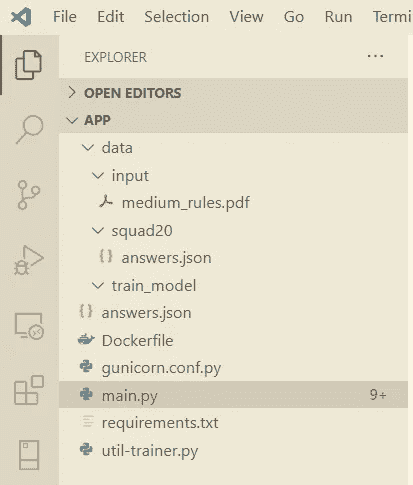 File Edit Selection View Go Run Termi
EXPLORER ...
OPEN EDITORS
APP
data
input
medium_rules.pdf
squad20
{} answers.json
train_model
{} answers.json
Dockerfile
gunicorn.conf.py
main.py 9+
requirements.txt
util-trainer.py